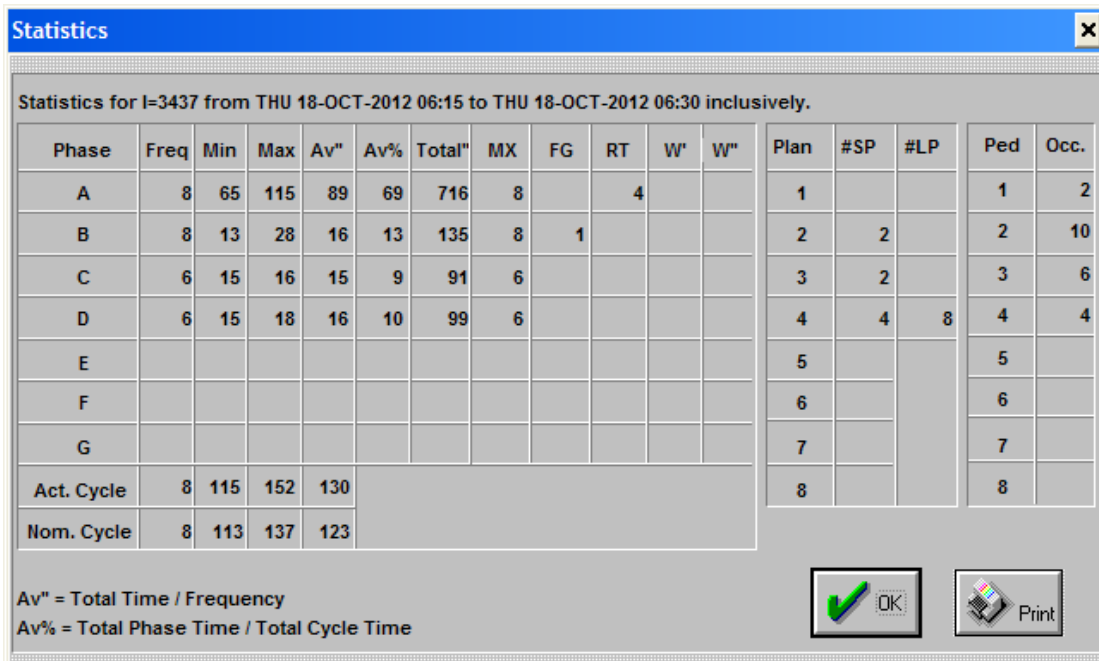 Statistics
Statistics for I=3437 from THU 18-OCT-2012 06:15 to THU 18-OCT-2012 06:30 inclusively.
Phase Freq Min Max Av" Av% Total" MX FG RT W' W" Plan #SP #LP Ped Occ.
A 8 65 115 89 69 716 8 4 1 1 2
B 8 13 28 16 13 135 8 1 2 2 2 10
C 6 15 16 15 9 91 6 3 2 3 6
D 6 15 18 16 10 99 6 4 4 8 4 4
E 5 5
F 6 6
G 7 7
Act. Cycle 8 115 152 130 8 8
Nom. Cycle 8 113 137 123
Av" = Total Time / Frequency
Av% = Total Phase Time / Total Cycle Time
OK
Print